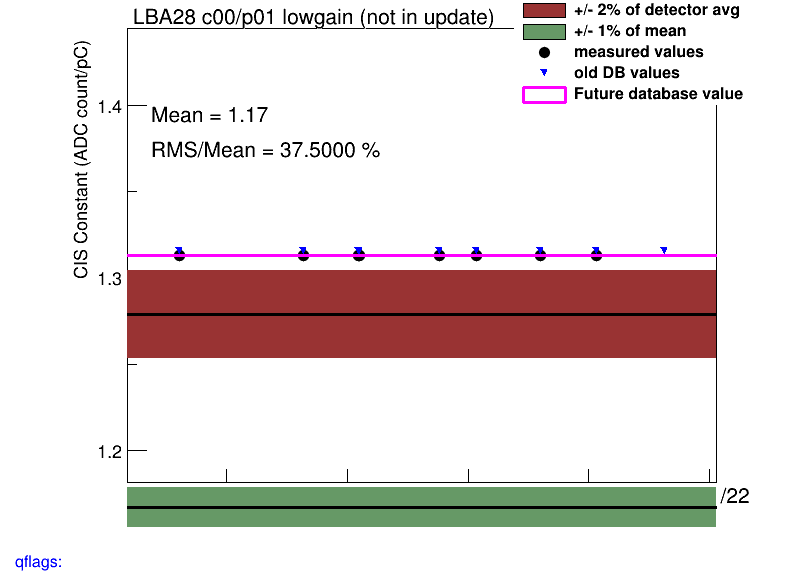 LBA28 c00/p01 lowgain (not in update)
+/- 2% of detector avg
+/- 1% of mean
measured values
old DB values
Future database value
CIS Constant (ADC count/pC)
1.4
Mean = 1.17
RMS/Mean = 37.5000 %
1.3
1.2
/22
qflags: